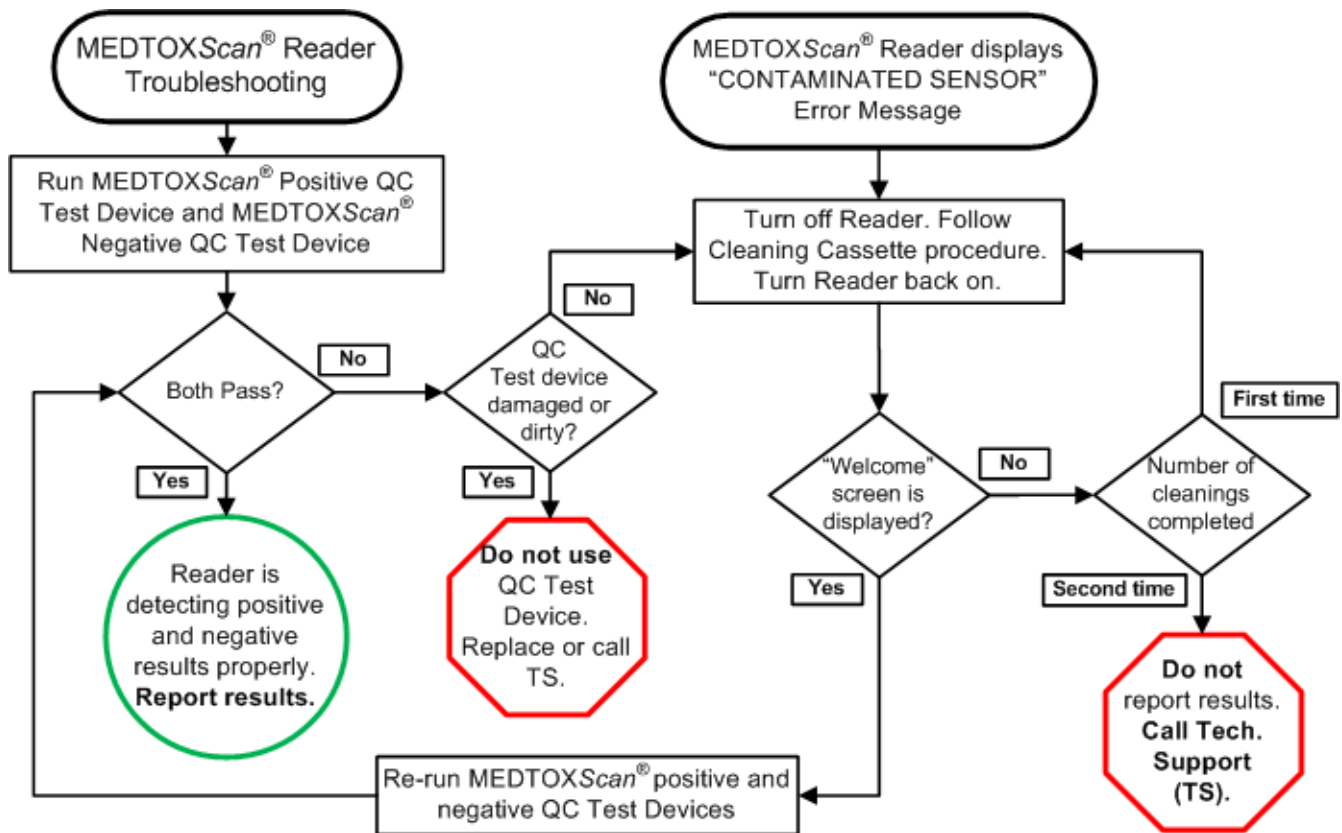 MEDTOXScan® Reader
Troubleshooting
Run MEDTOXScan® Positive QC
Test Device and MEDTOXScan®
Negative QC Test Device
Both Pass?
No
Yes
Reader is
detecting positive
and negative
results properly.
Report results.
QC
Test device
damaged or
dirty?
No
Yes
Do not use
QC Test
Device.
Replace or call
TS.
MEDTOXScan® Reader displays
“CONTAMINATED SENSOR”
Error Message
Turn off Reader. Follow
Cleaning Cassette procedure.
Turn Reader back on.
“Welcome”
screen is
displayed?
No
Yes
Number of
cleanings
completed
First time
Second time
Do not
report results.
Call Tech.
Support
(TS).
Re-run MEDTOXScan® positive and
negative QC Test Devices